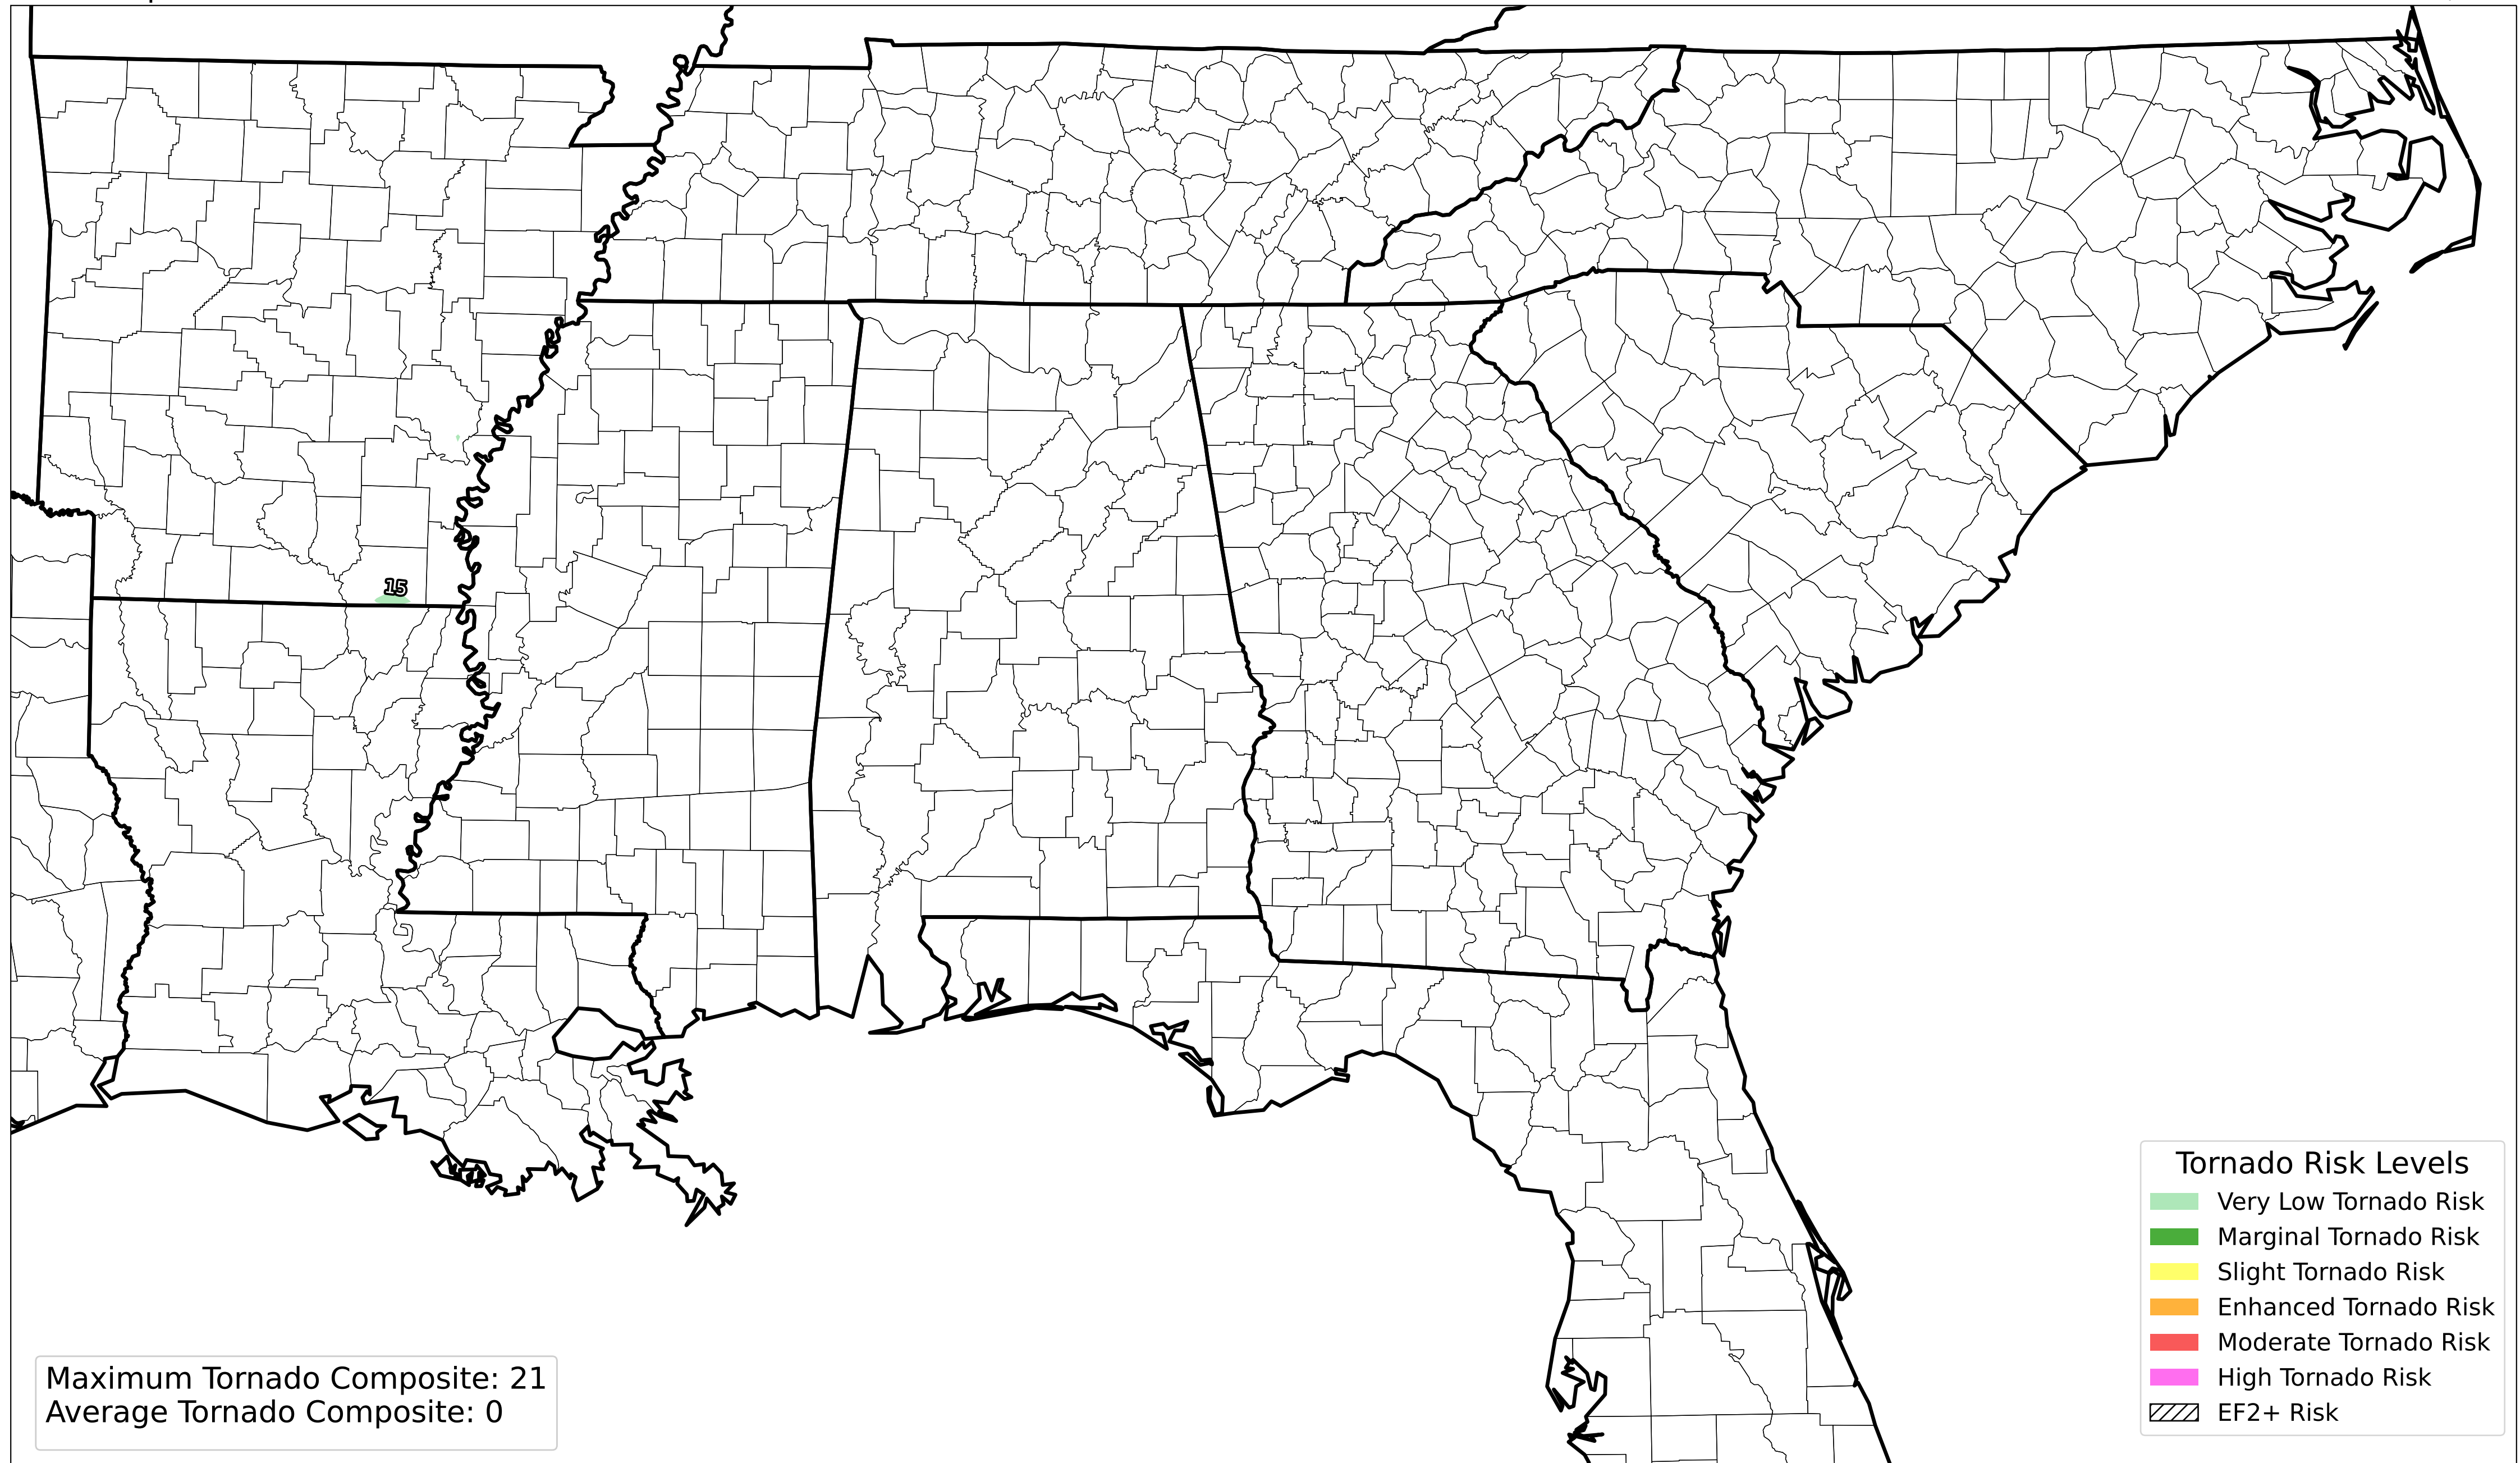 15
Tornado Risk Levels
Very Low Tornado Risk
Marginal Tornado Risk
Slight Tornado Risk
Enhanced Tornado Risk
Moderate Tornado Risk
High Tornado Risk
EF2+ Risk
Maximum Tornado Composite: 21
Average Tornado Composite: 0